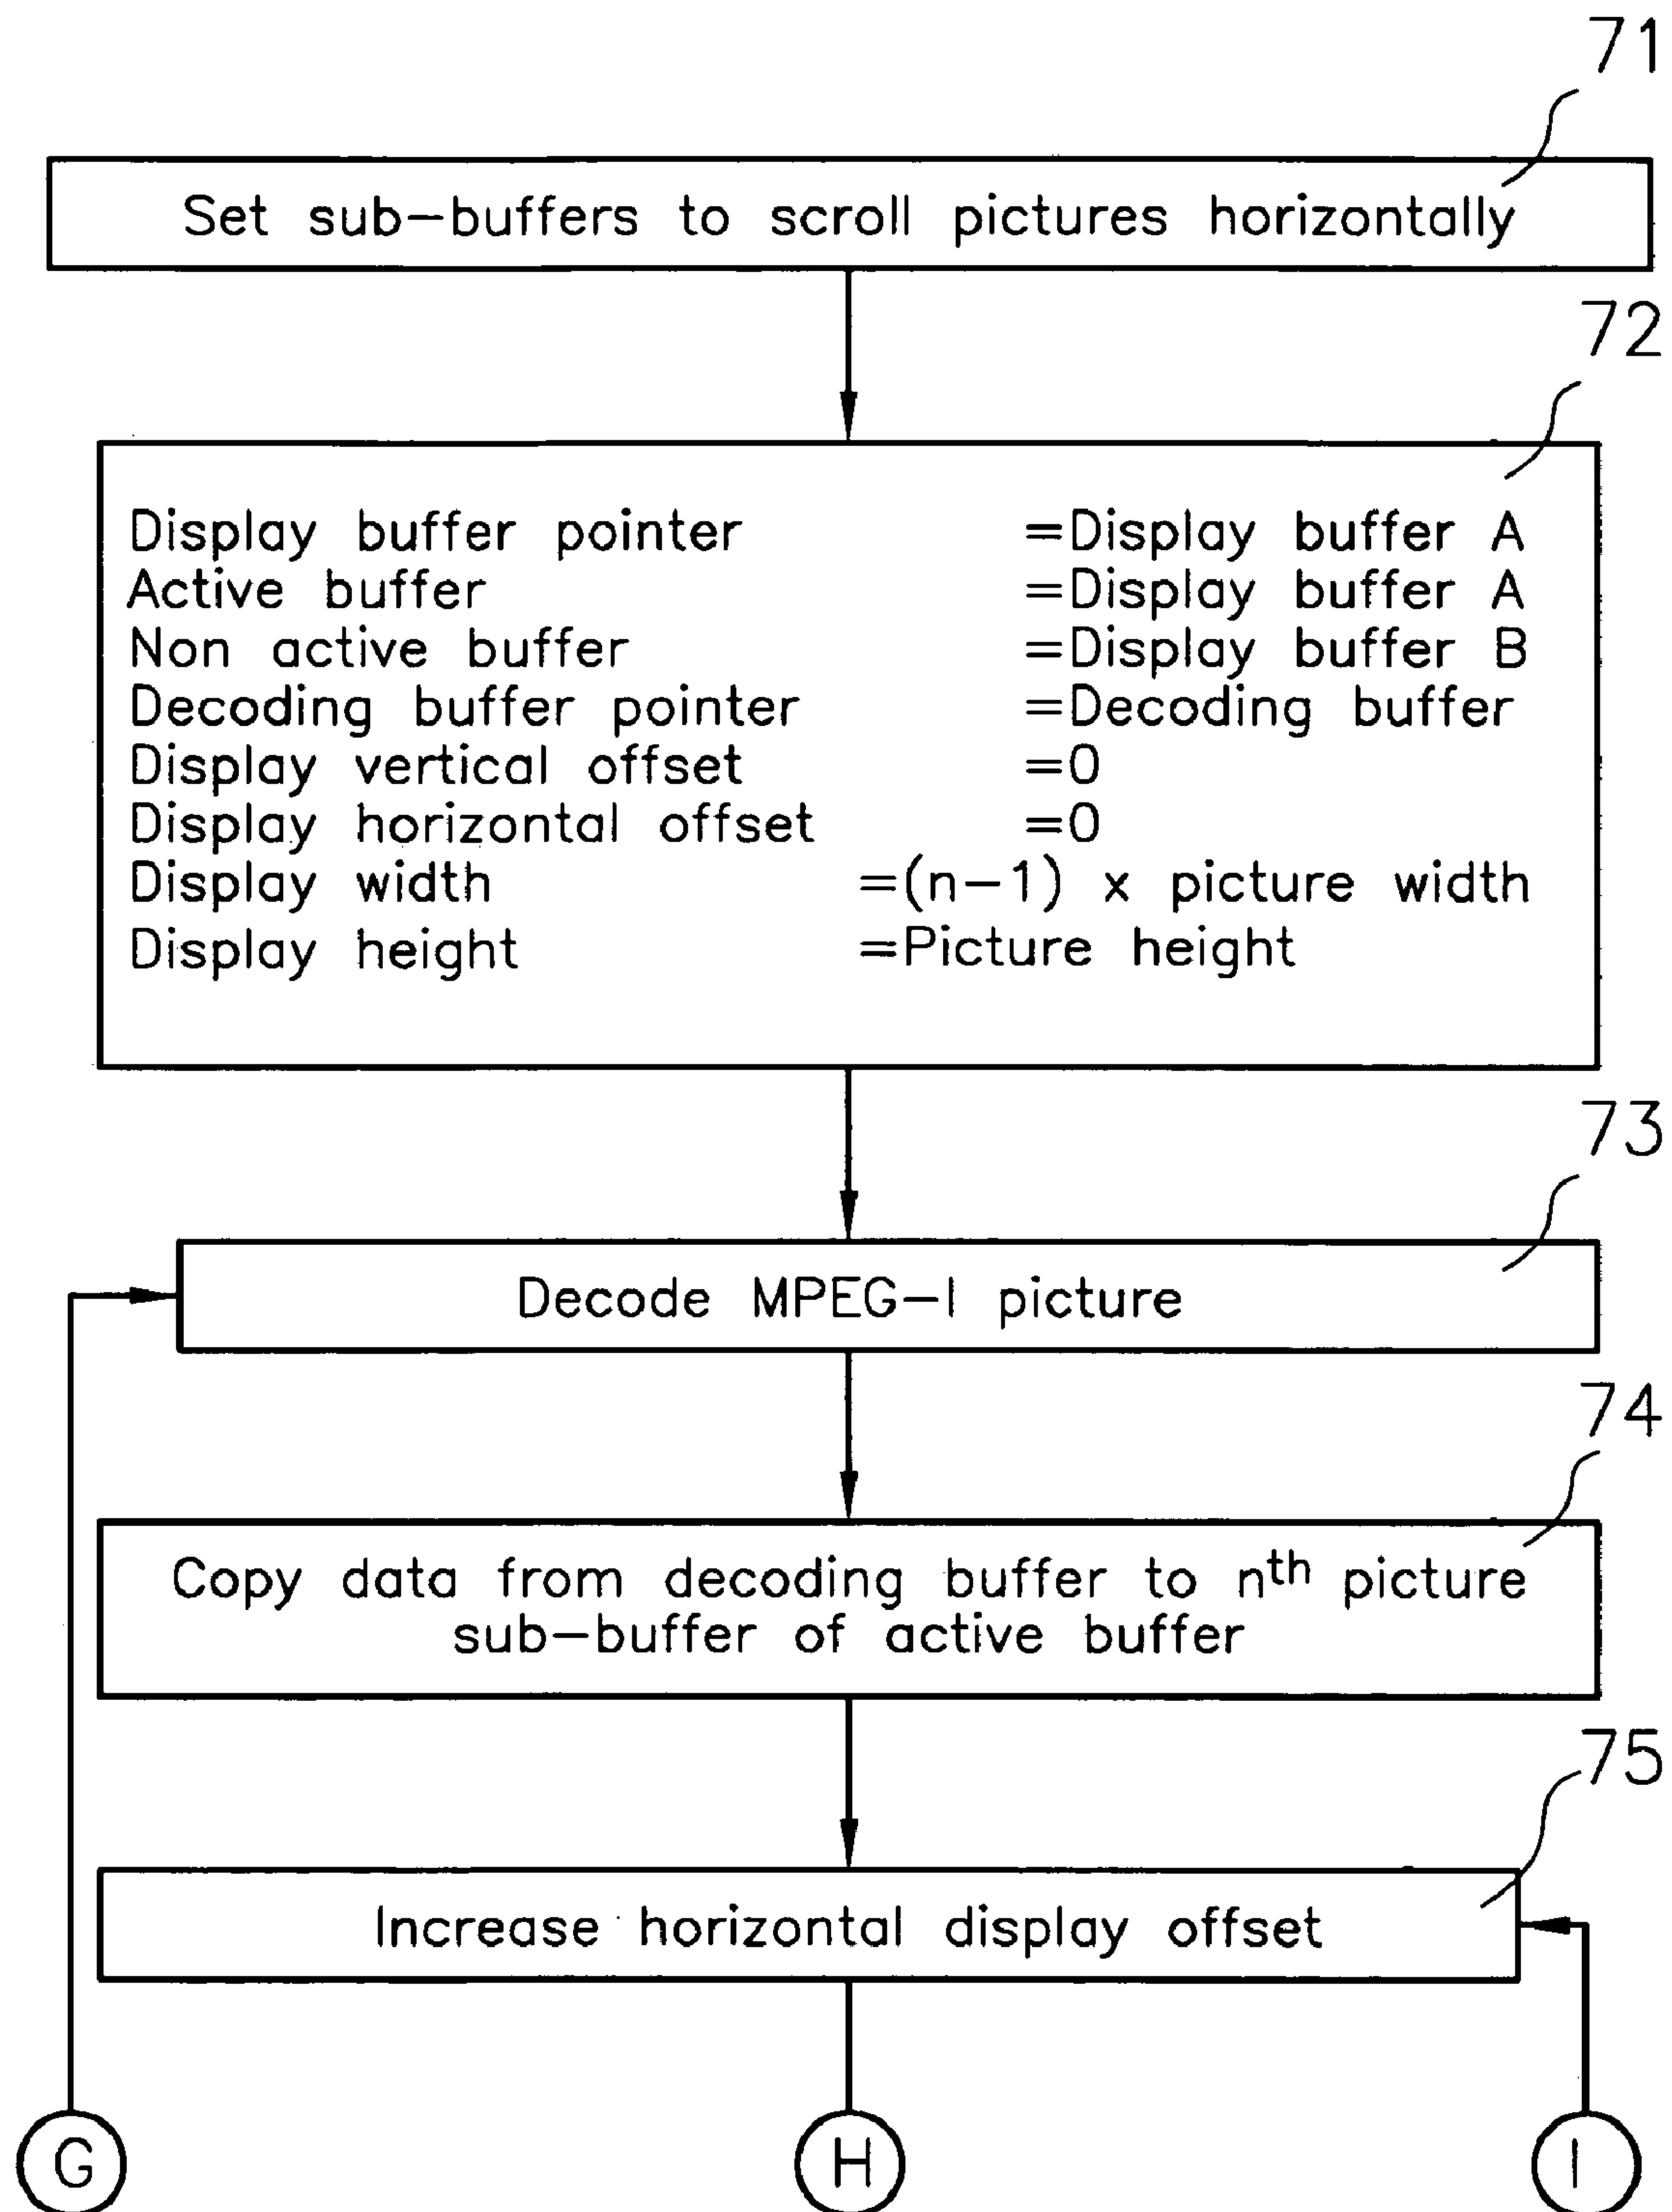 71
Set sub-buffers to scroll pictures horizontally
72
Display buffer pointer =Display buffer A
Active buffer =Display buffer A
Non active buffer =Display buffer B
Decoding buffer pointer =Decoding buffer
Display vertical offset =0
Display horizontal offset =0
Display width =(n-1) x picture width
Display height =Picture height
73
Decode MPEG-I picture
74
Copy data from decoding buffer to nth picture
sub-buffer of active buffer
75
Increase horizontal display offset
G H I